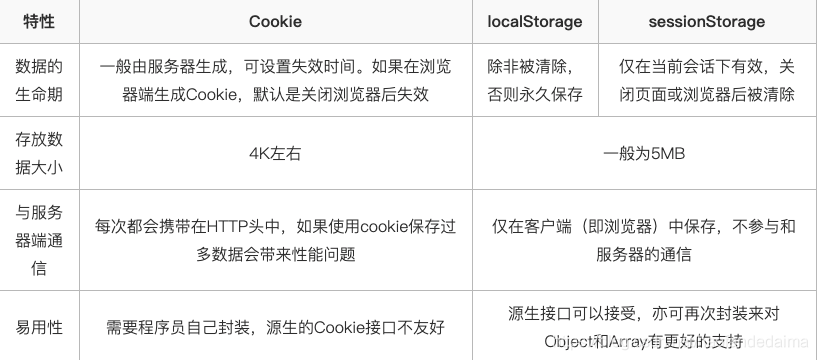 特性
Cookie
localStorage
sessionStorage
数据的
生命期
一般由服务器生成，可设置失效时间。如果在浏览
器端生成Cookie，默认是关闭浏览器后失效
除非被清除，
否则永久保存
仅在当前会话下有效，关
闭页面或浏览器后被清除
存放数
据大小
4K左右
一般为5MB
与服务
器端通
信
每次都会携带在HTTP头中，如果使用cookie保存过
多数据会带来性能问题
仅在客户端（即浏览器）中保存，不参与和
服务器的通信
易用性
需要程序员自己封装，源生的Cookie接口不友好
源生接口可以接受，亦可再次封装来对
Object和Array有更好的支持